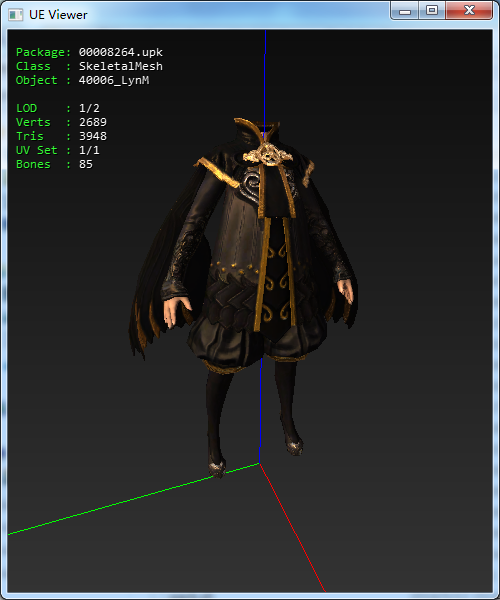 UE Viewer
Package: 00008264.upk
Class : SkeletalMesh
Object : 40006_LynM
LOD : 1/2
Verts : 2689
Tris : 3948
UV Set : 1/1
Bones : 85